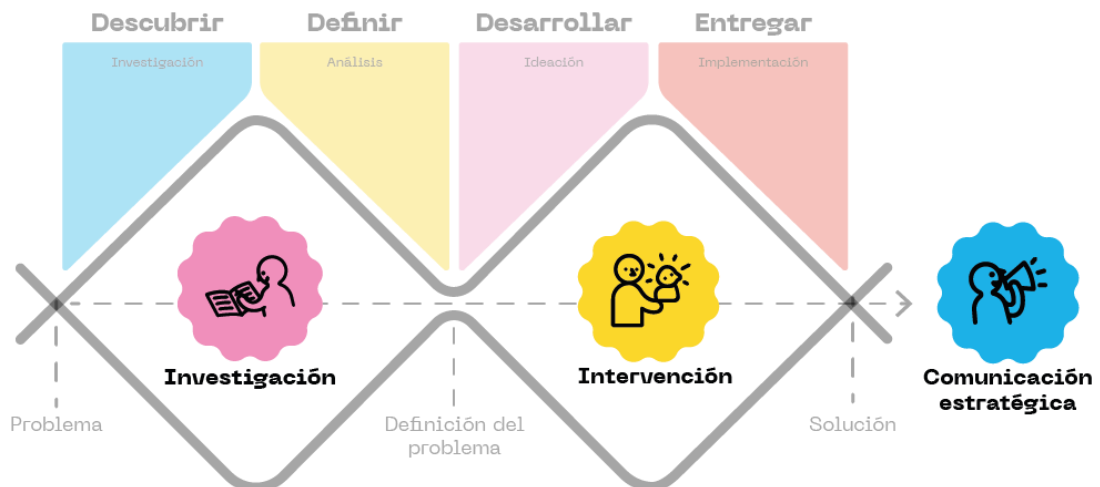 Descubrir
Definir
Desarrollar
Entregar
Investigación
Análisis
Ideación
Implementación
Investigación
Intervención
Comunicación
estratégica
Problema
Definición del
problema
Solución